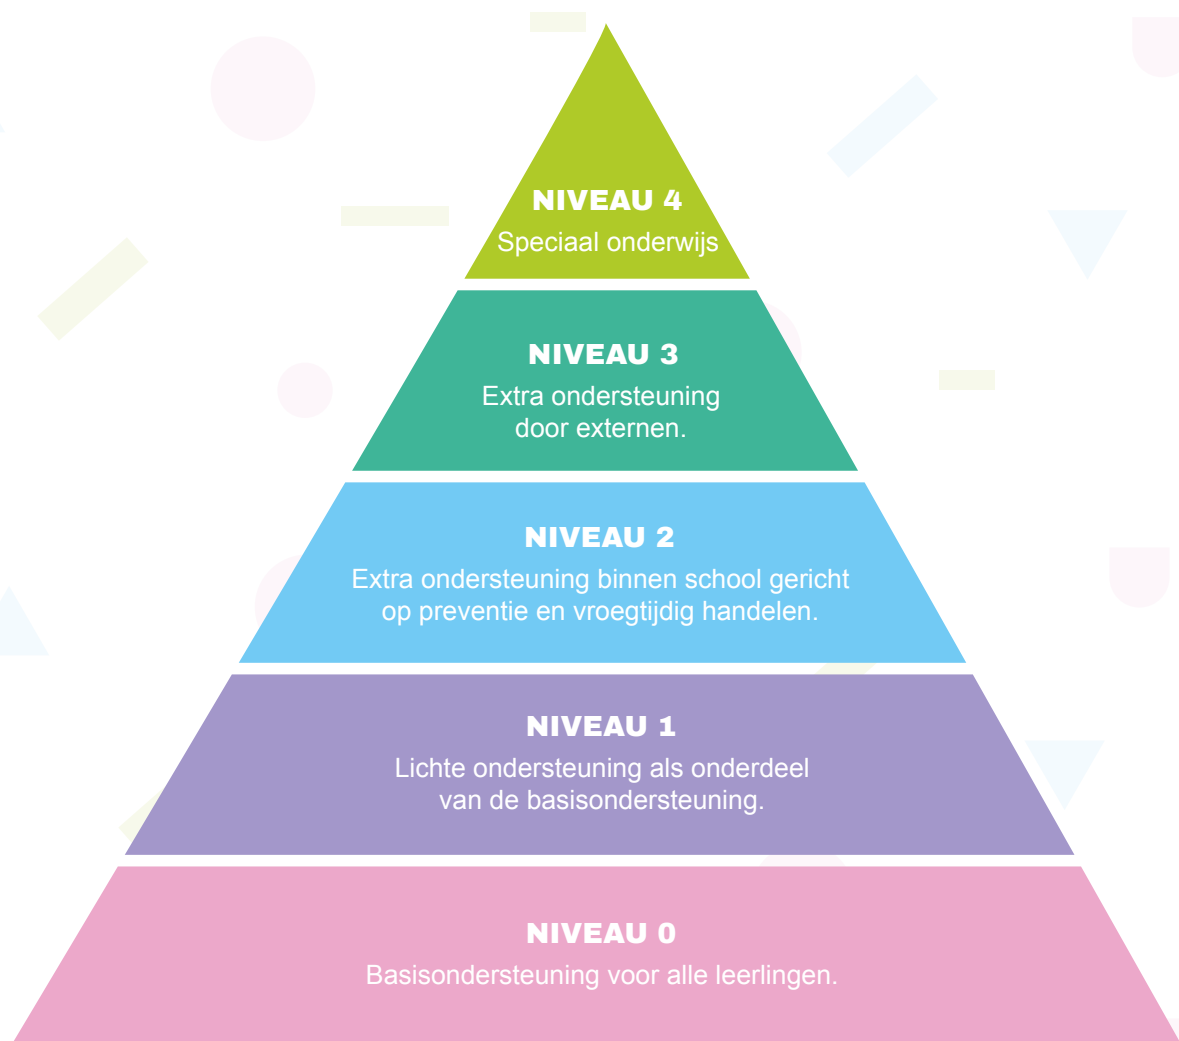 NIVEAU 4
Speciaal onderwijs
NIVEAU 3
Extra ondersteuning
door externen.
NIVEAU 2
Extra ondersteuning binnen school gericht
op preventie en vroegtijdig handelen.
NIVEAU 1
Lichte ondersteuning als onderdeel
van de basisondersteuning.
NIVEAU 0
Basisondersteuning voor alle leerlingen.